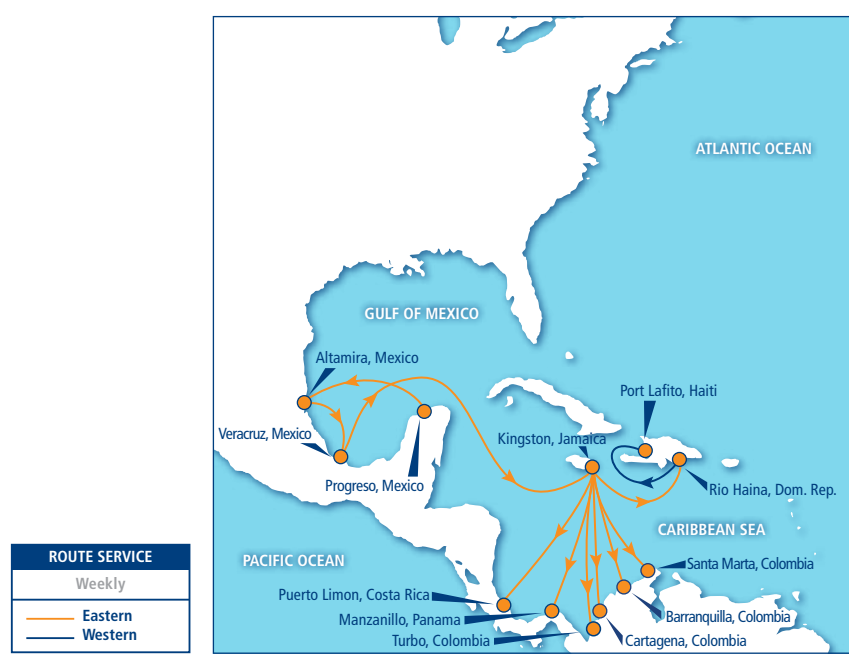 ATLANTIC OCEAN
GULF OF MEXICO
Altamira, Mexico
Port Lafito, Haiti
Veracruz, Mexico
Kingston, Jamaica
Progreso, Mexico
Rio Haina, Dom. Rep.
CARIBBEAN SEA
PACIFIC OCEAN
Santa Marta, Colombia
Puerto Limon, Costa Rica
Manzanillo, Panama
Barranquilla, Colombia
Turbo, Colombia
Cartagena, Colombia
ROUTE SERVICE
Weekly
Eastern
Western